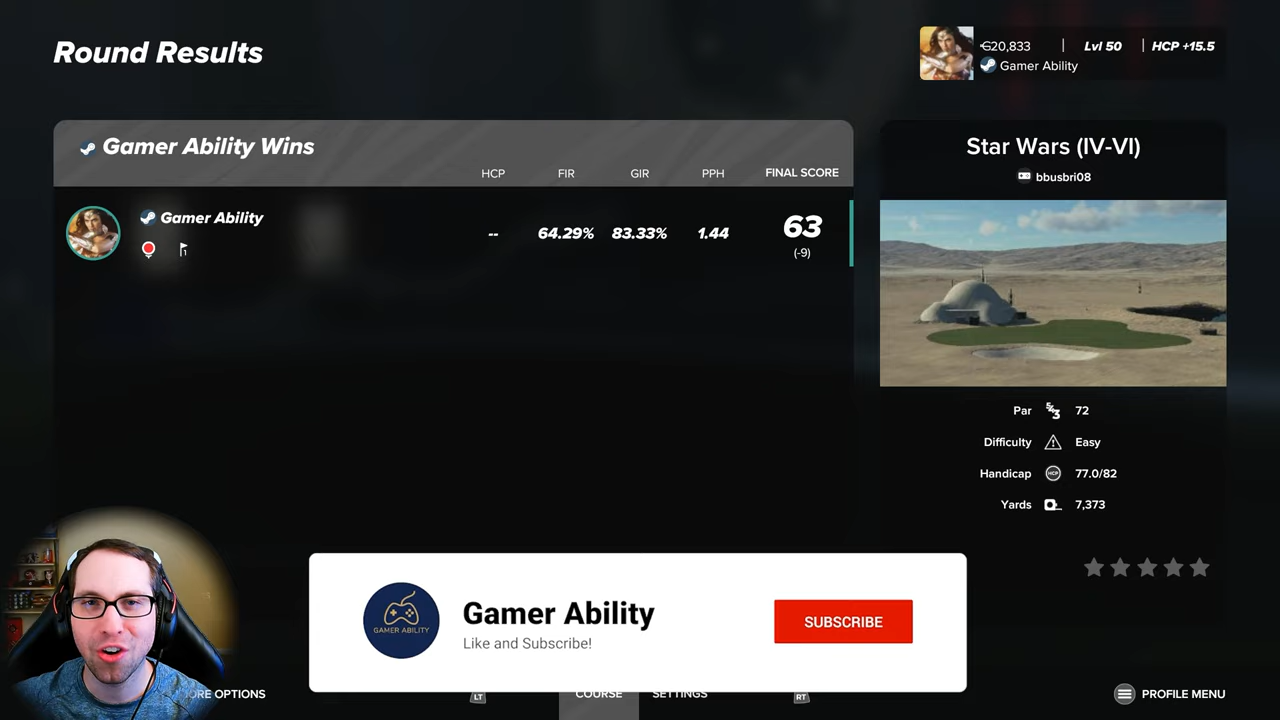 Round Results
G20,833 | Lvl 50 | HCP +15.5
Gamer Ability
Gamer Ability Wins
HCP FIR GIR PPH FINAL SCORE
Gamer Ability
-- 64.29% 83.33% 1.44 63
(-9)
Star Wars (IV-VI)
bbusbri08
Par 72
Difficulty Easy
Handicap HCP 77.0/82
Yards 7,373
GAMER ABILITY
Gamer Ability
Like and Subscribe!
SUBSCRIBE
ORE OPTIONS
LT
COURSE
SETTINGS
RT
PROFILE MENU